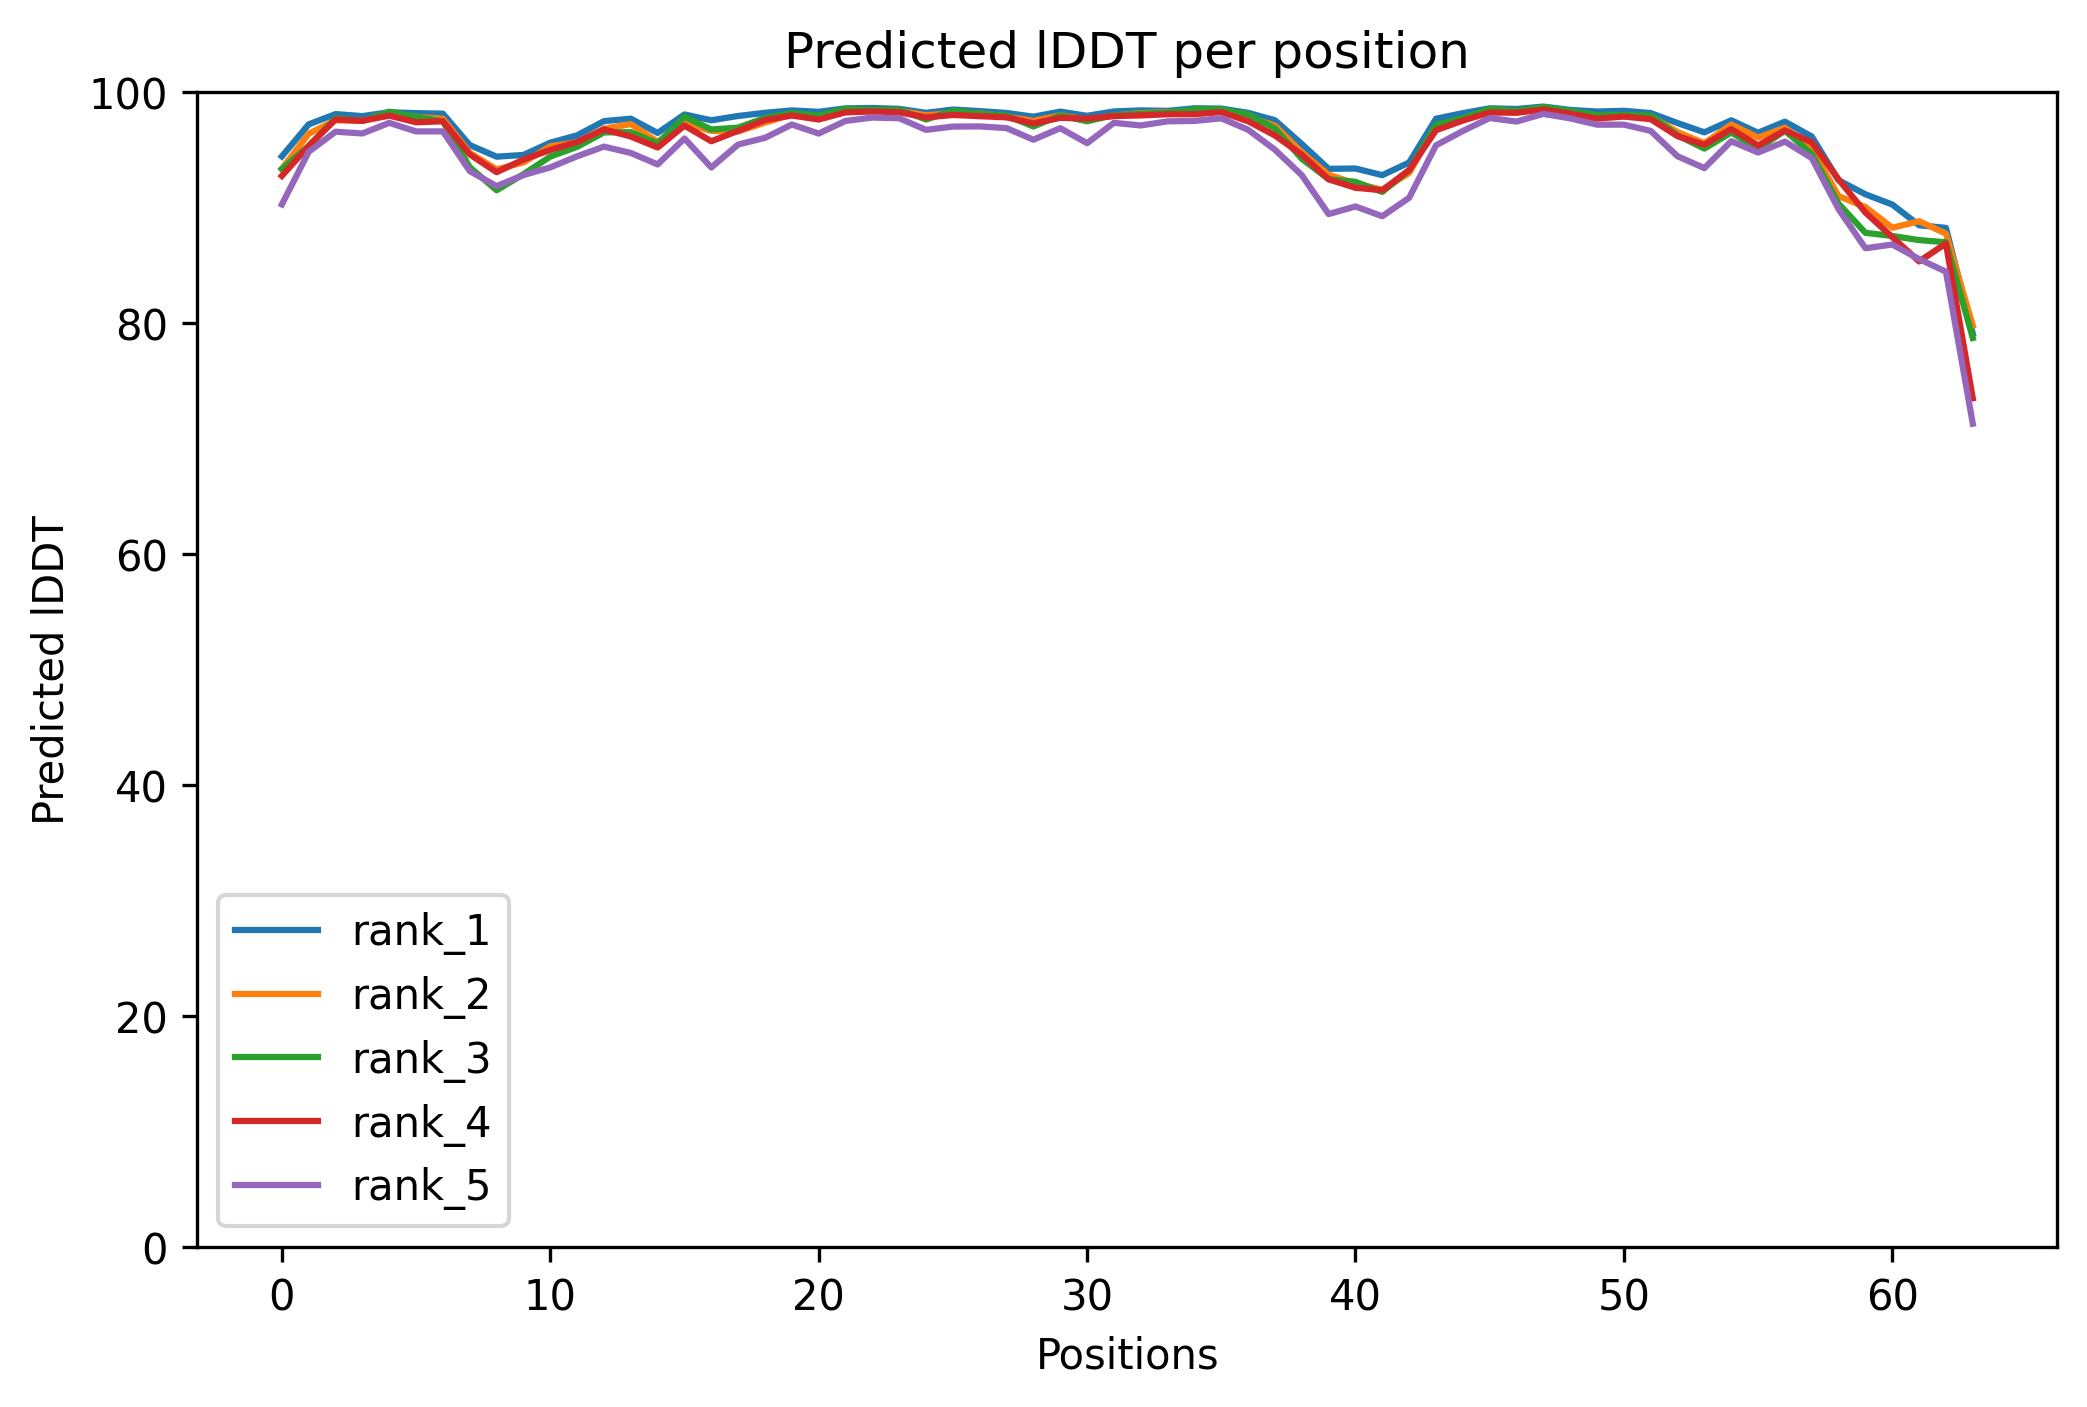 Predicted lDDT per position
100
80
60
40
20
0
Predicted lDDT
rank_1
rank_2
rank_3
rank_4
rank_5
0 10 20 30 40 50 60
Positions